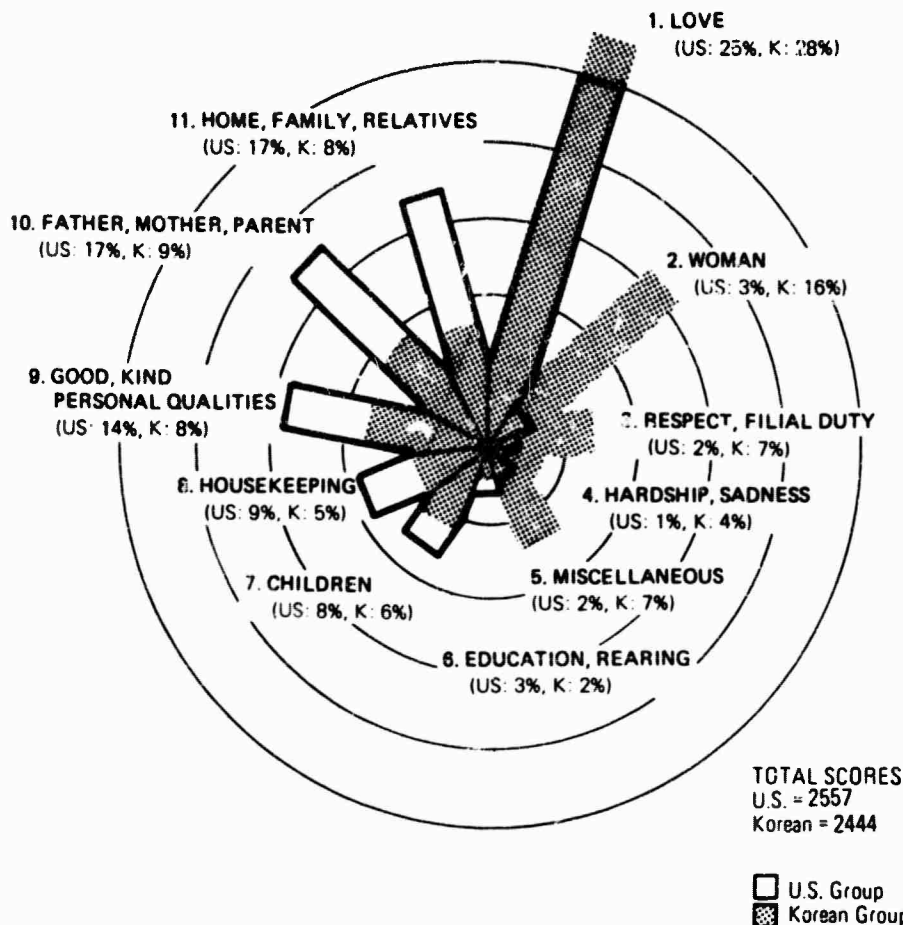 1. LOVE
(US: 25%, K: 28%)
11. HOME, FAMILY, RELATIVES
(US: 17%, K: 8%)
10. FATHER, MOTHER, PARENT
(US: 17%, K: 9%)
2. WOMAN
(US: 3%, K: 16%)
9. GOOD, KIND
PERSONAL QUALITIES
(US: 14%, K: 8%)
3. RESPECT, FILIAL DUTY
(US: 2%, K: 7%)
8. HOUSEKEEPING
(US: 9%, K: 5%)
4. HARDSHIP, SADNESS
(US: 1%, K: 4%)
7. CHILDREN
(US: 8%, K: 6%)
5. MISCELLANEOUS
(US: 2%, K: 7%)
6. EDUCATION, REARING
(US: 3%, K: 2%)
TOTAL SCORES
U.S. = 2557
Korean = 2444
U.S. Group
Korean Group